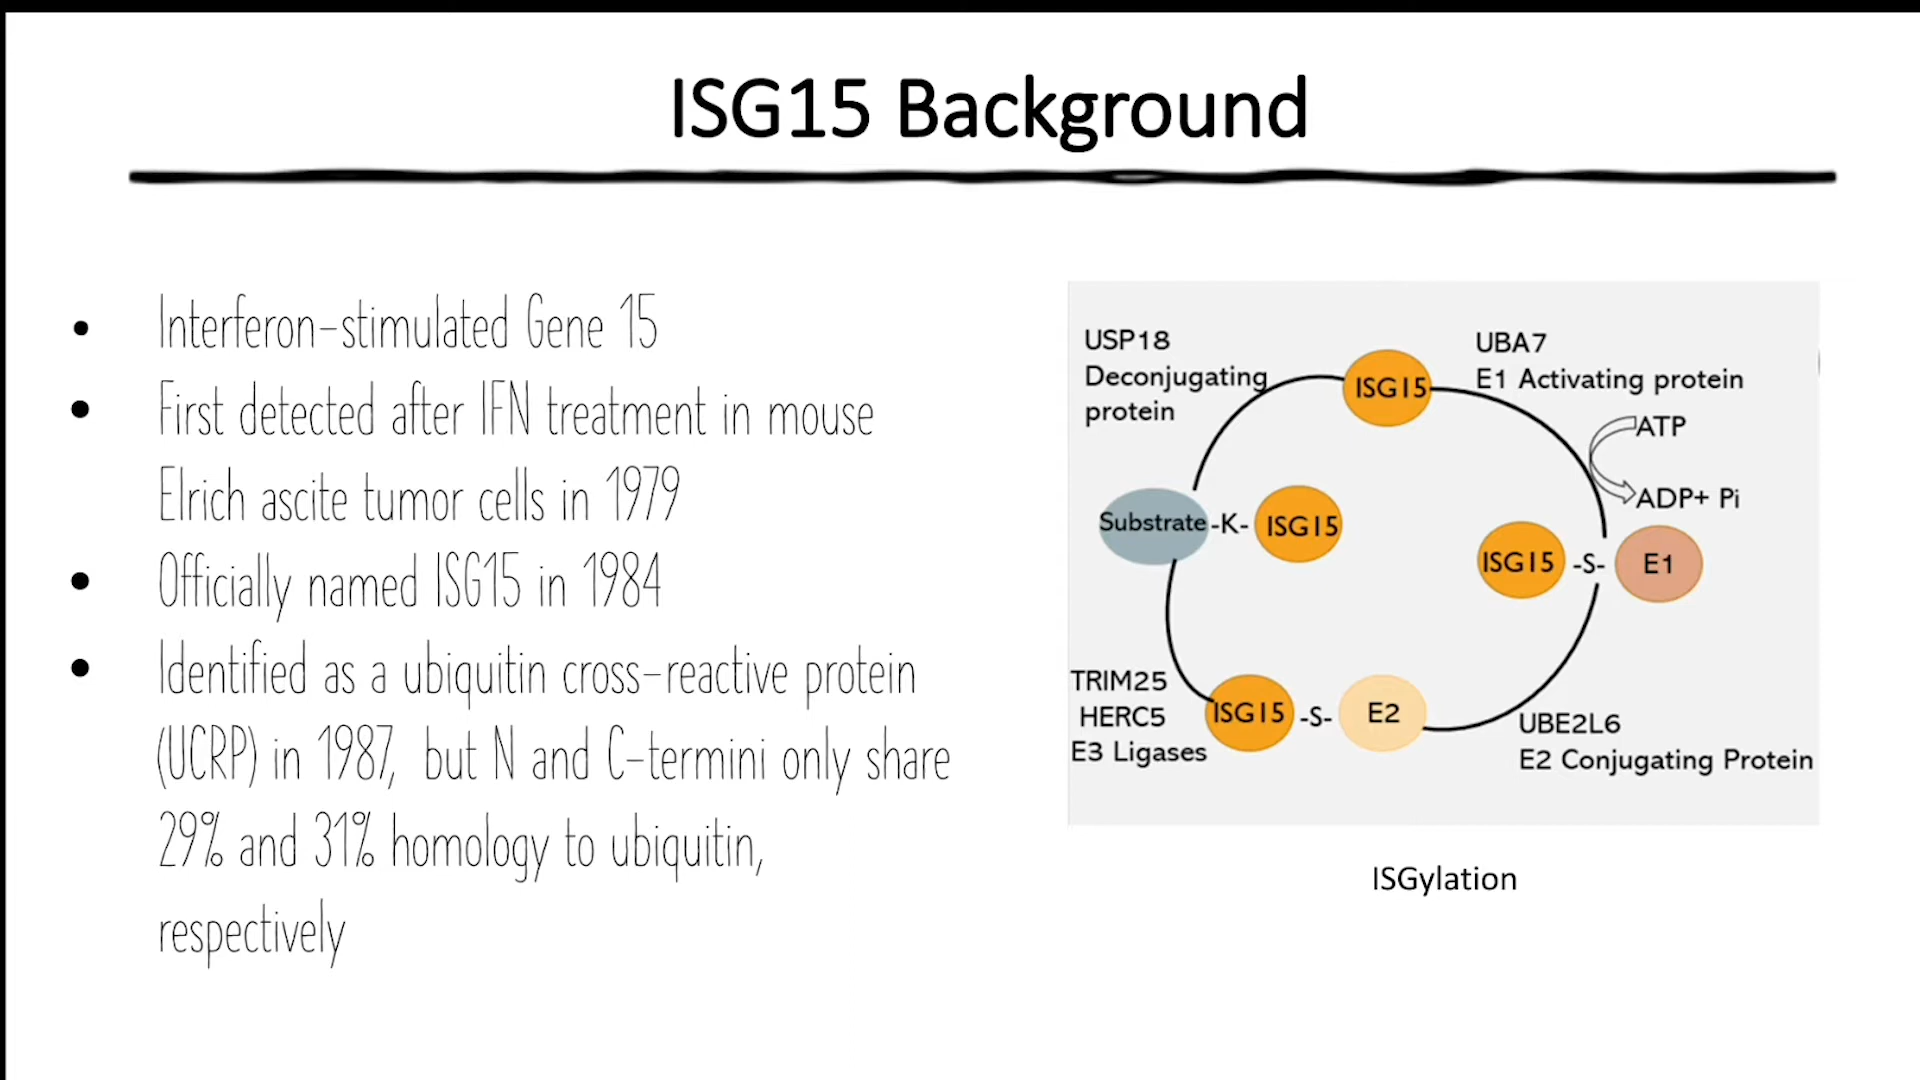 ISG15 Background
• Interferon-stimulated Gene 15
• First detected after IFN treatment in mouse
Elrich ascite tumor cells in 1979
• Officially named ISG15 in 1984
• Identified as a ubiquitin cross-reactive protein
(UCRP) in 1987, but N and C-termini only share
29% and 31% homology to ubiquitin,
respectively
USP18
Deconjugating
protein
ISG15
UBA7
E1 Activating protein
ATP
ADP+ Pi
Substrate -K- ISG15
ISG15 -S- E1
TRIM25
HERC5
E3 Ligases
ISG15 -S- E2
UBE2L6
E2 Conjugating Protein
ISGylation